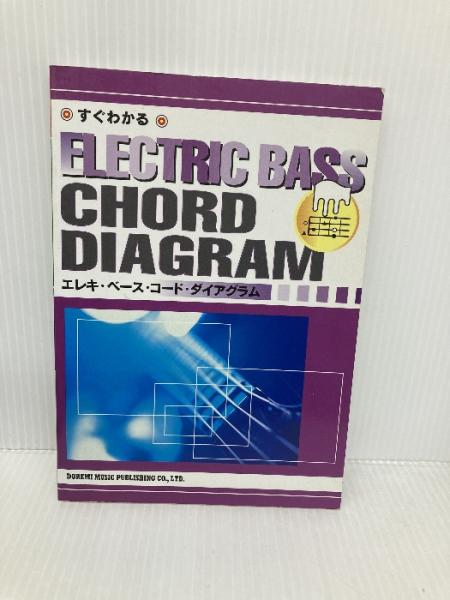 すぐわかる
ELECTRIC BASS
CHORD
DIAGRAM
エレキ・ベース・コード・ダイアグラム
DOREMI MUSIC PUBLISHING CO., LTD.